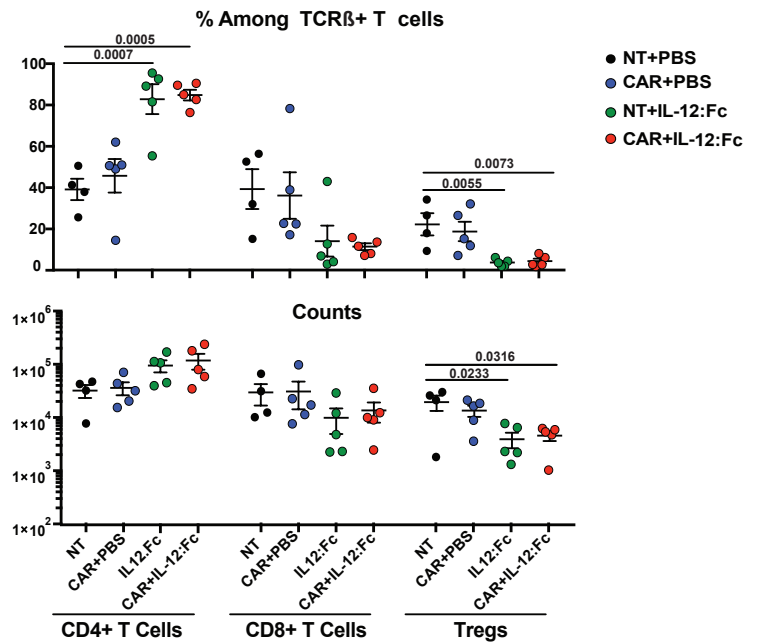 % Among TCRß+ T cells
NT+PBS
CAR+PBS
NT+IL-12:Fc
CAR+IL-12:Fc
0.0005
0.0007
0.0073
0.0055
100
80
60
40
20
0
Counts
0.0316
0.0233
1×10⁶
1×10⁵
1×10⁴
1×10³
1×10²
NT
CAR+PBS
IL12:Fc
CAR+IL-12:Fc
NT
CAR+PBS
IL12:Fc
CAR+IL-12:Fc
NT
CAR+PBS
IL12:Fc
CAR+IL-12:Fc
CD4+ T Cells
CD8+ T Cells
Tregs